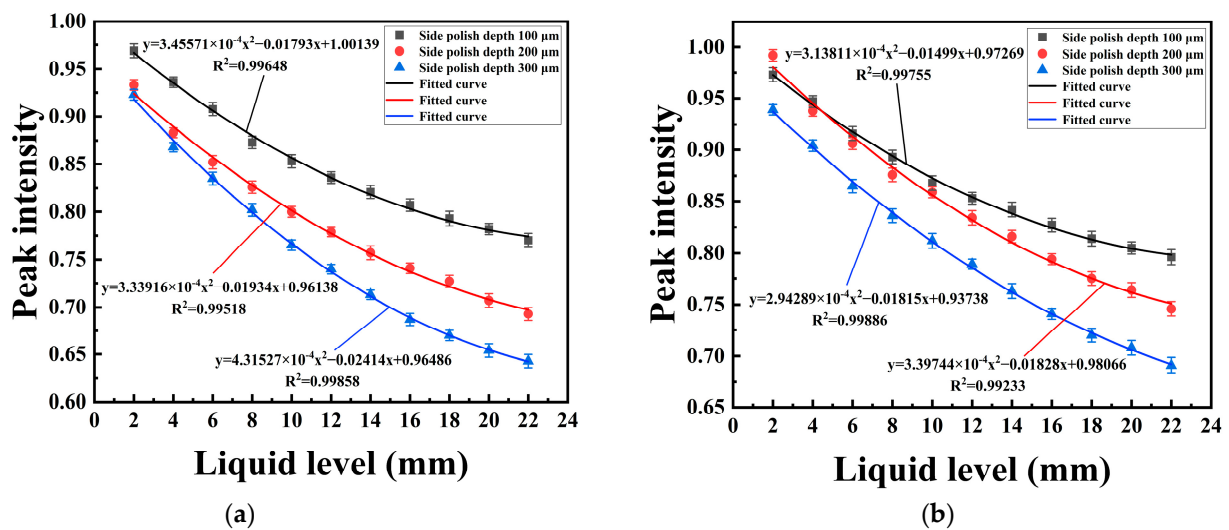 1.00
0.95
0.90
0.85
0.80
0.75
0.70
0.65
0.60
Peak intensity
y=3.45571×10⁻⁴x²−0.01793x+1.00139
R²=0.99648
Side polish depth 100 μm
Side polish depth 200 μm
Side polish depth 300 μm
Fitted curve
Fitted curve
Fitted curve
y=3.33916×10⁻⁴x² 0.01934x+0.96138
R²=0.99518
y=4.31527×10⁻⁴x²−0.02414x+0.96486
R²=0.99858
0 2 4 6 8 10 12 14 16 18 20 22 24
Liquid level (mm)
(a)
1.00
0.95
0.90
0.85
0.80
0.75
0.70
0.65
Peak intensity
y=3.13811×10⁻⁴x²−0.01499x+0.97269
R²=0.99755
Side polish depth 100 μm
Side polish depth 200 μm
Side polish depth 300 μm
Fitted curve
Fitted curve
Fitted curve
y=2.94289×10⁻⁴x²−0.01815x+0.93738
R²=0.99886
y=3.39744×10⁻⁴x²−0.01828x+0.98066
R²=0.99233
0 2 4 6 8 10 12 14 16 18 20 22 24
Liquid level (mm)
(b)